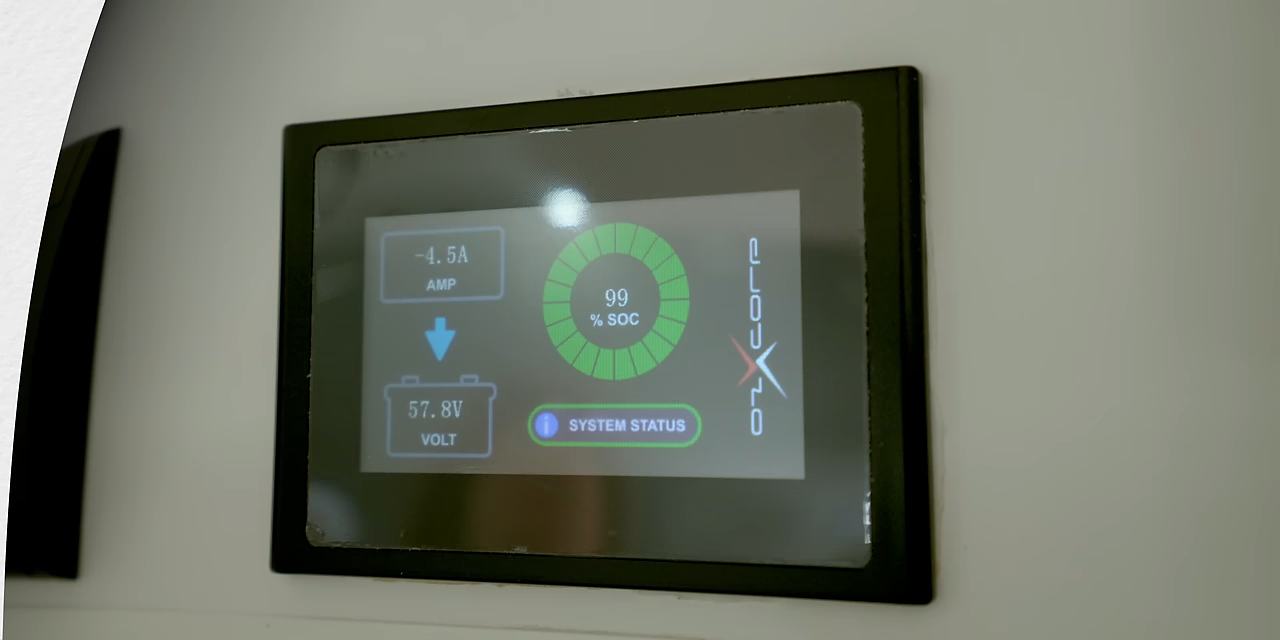 -4.5A
AMP
57.8V
VOLT
99
% SOC
SYSTEM STATUS
OZXCORP